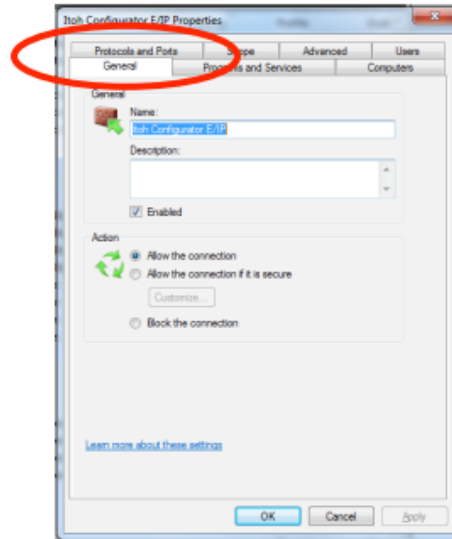 Itoh Configurator E/IP Properties
Protocols and Ports Scope Advanced Users
General Programs and Services Computers
General
Name:
Itoh Configurator E/IP
Description:
Enabled
Action
Allow the connection
Allow the connection if it is secure
Customize...
Block the connection
Learn more about these settings
OK Cancel Apply